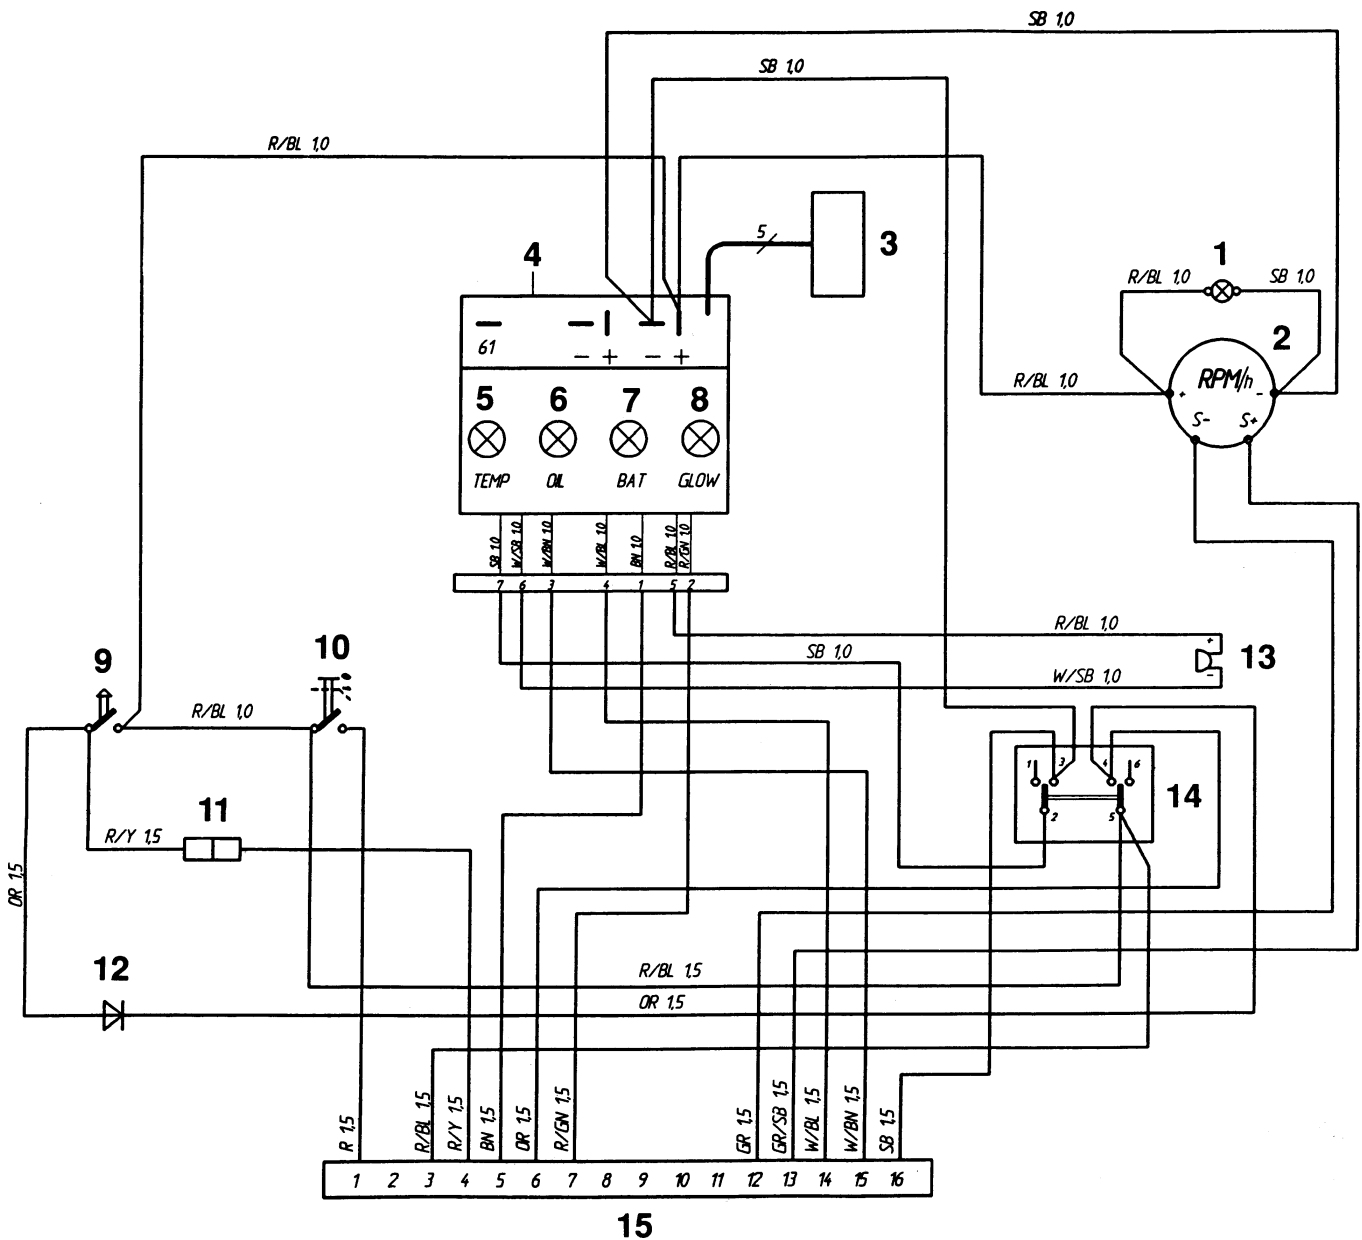 SB 1,0
SB 1,0
R/BL 1,0
5
3
4
1
R/BL 1,0
SB 1,0
2
61
− + − +
RPM/h
R/BL 1,0
+ -
S- S+
5 6 7 8
TEMP OIL BAT GLOW
SB 1,0
W/SB 1,0
W/BN 1,0
W/BL 1,0
BN 1,0
R/BL 1,0
R/GN 1,0
7 6 3 4 1 5 2
R/BL 1,0
+
13
-
SB 1,0
W/SB 1,0
9
10
R/BL 1,0
1 3 4 6
14
2 5
11
R/Y 1,5
OR 1,5
12
R/BL 1,5
OR 1,5
R 1,5
R/BL 1,5
R/Y 1,5
BN 1,5
OR 1,5
R/GN 1,5
GR 1,5
GR/SB 1,5
W/BL 1,5
W/BN 1,5
SB 1,5
1 2 3 4 5 6 7 8 9 10 11 12 13 14 15 16
15